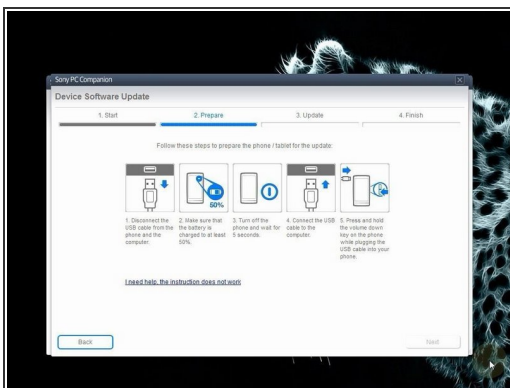 Sony PC Companion
Device Software Update
1. Start
2. Prepare
3. Update
4. Finish
Follow these steps to prepare the phone / tablet for the update:
50%
1. Disconnect the
USB cable from the
phone and the
computer.
2. Make sure that
the battery is
charged to at least
50%.
3. Turn off the
phone and wait for
5 seconds.
4. Connect the USB
cable to the
computer.
5. Press and hold
the volume down
key on the phone
while plugging the
USB cable into your
phone.
I need help, the instruction does not work
Back
Next